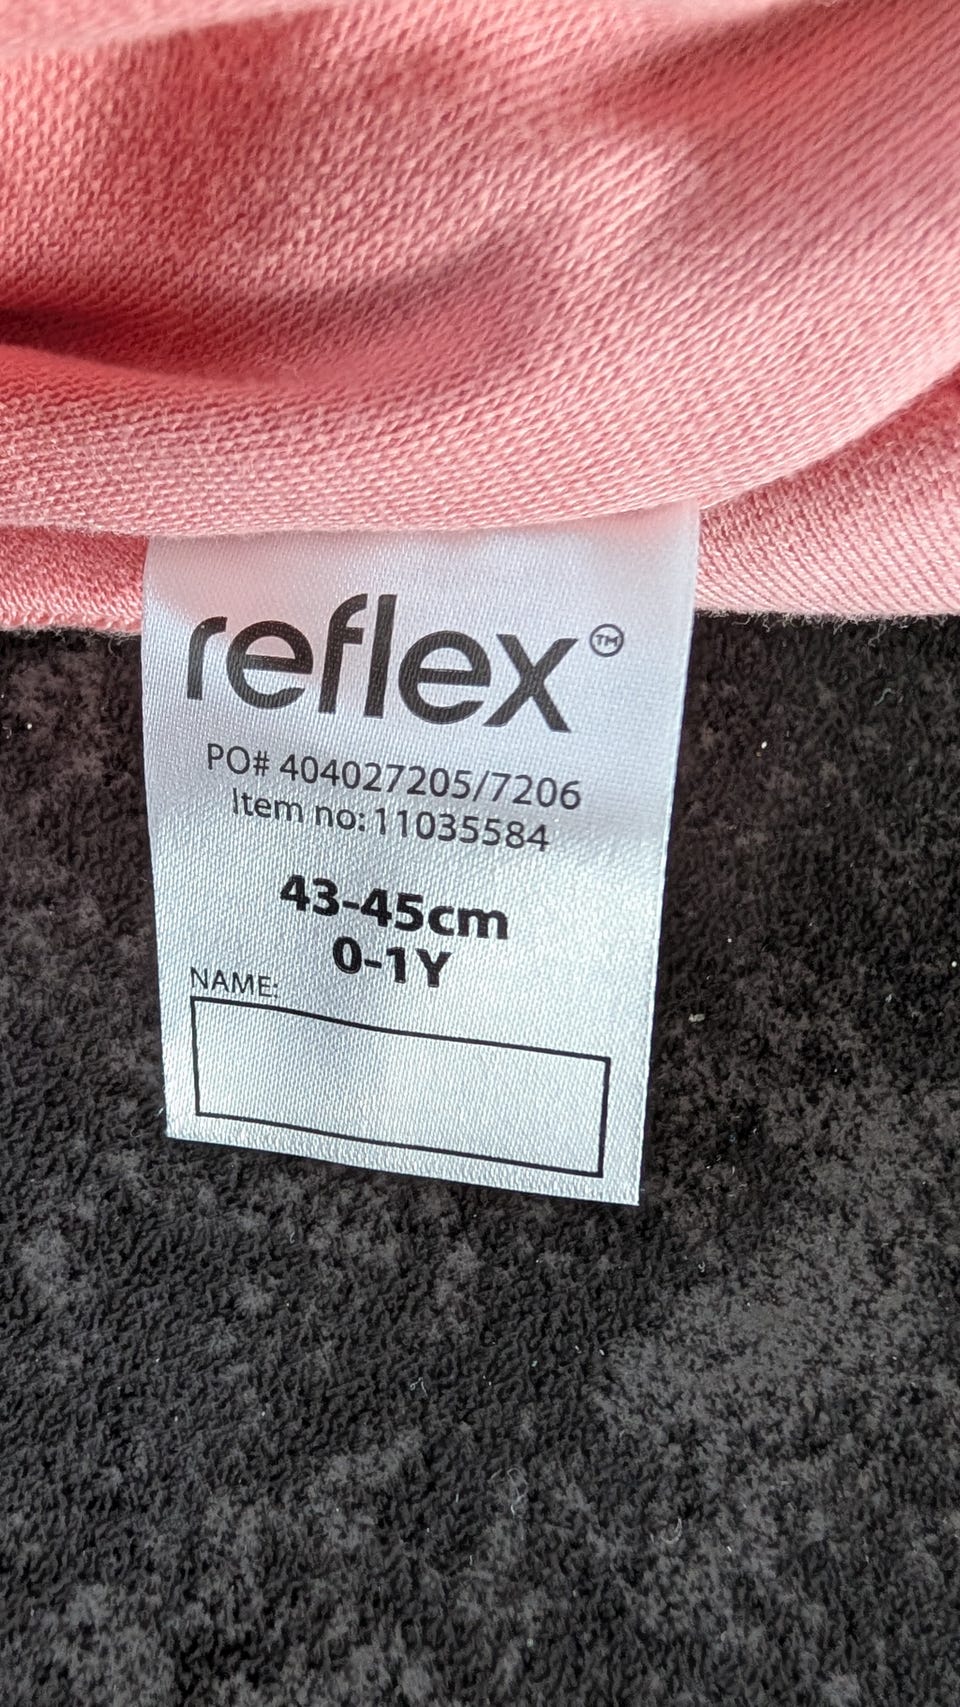 reflex™
PO# 404027205/7206
Item no: 11035584
43-45cm
0-1Y
NAME: